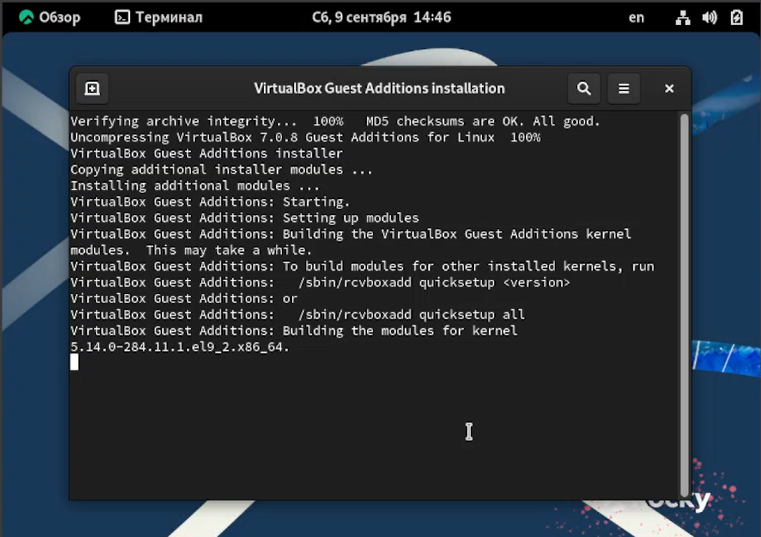 Обзор Терминал Сб, 9 сентября 14:46 en
VirtualBox Guest Additions installation
Verifying archive integrity... 100% MD5 checksums are OK. All good.
Uncompressing VirtualBox 7.0.8 Guest Additions for Linux 100%
VirtualBox Guest Additions installer
Copying additional installer modules ...
Installing additional modules ...
VirtualBox Guest Additions: Starting.
VirtualBox Guest Additions: Setting up modules
VirtualBox Guest Additions: Building the VirtualBox Guest Additions kernel
modules. This may take a while.
VirtualBox Guest Additions: To build modules for other installed kernels, run
VirtualBox Guest Additions: /sbin/rcvboxadd quicksetup <version>
VirtualBox Guest Additions: or
VirtualBox Guest Additions: /sbin/rcvboxadd quicksetup all
VirtualBox Guest Additions: Building the modules for kernel
5.14.0-284.11.1.el9_2.x86_64.